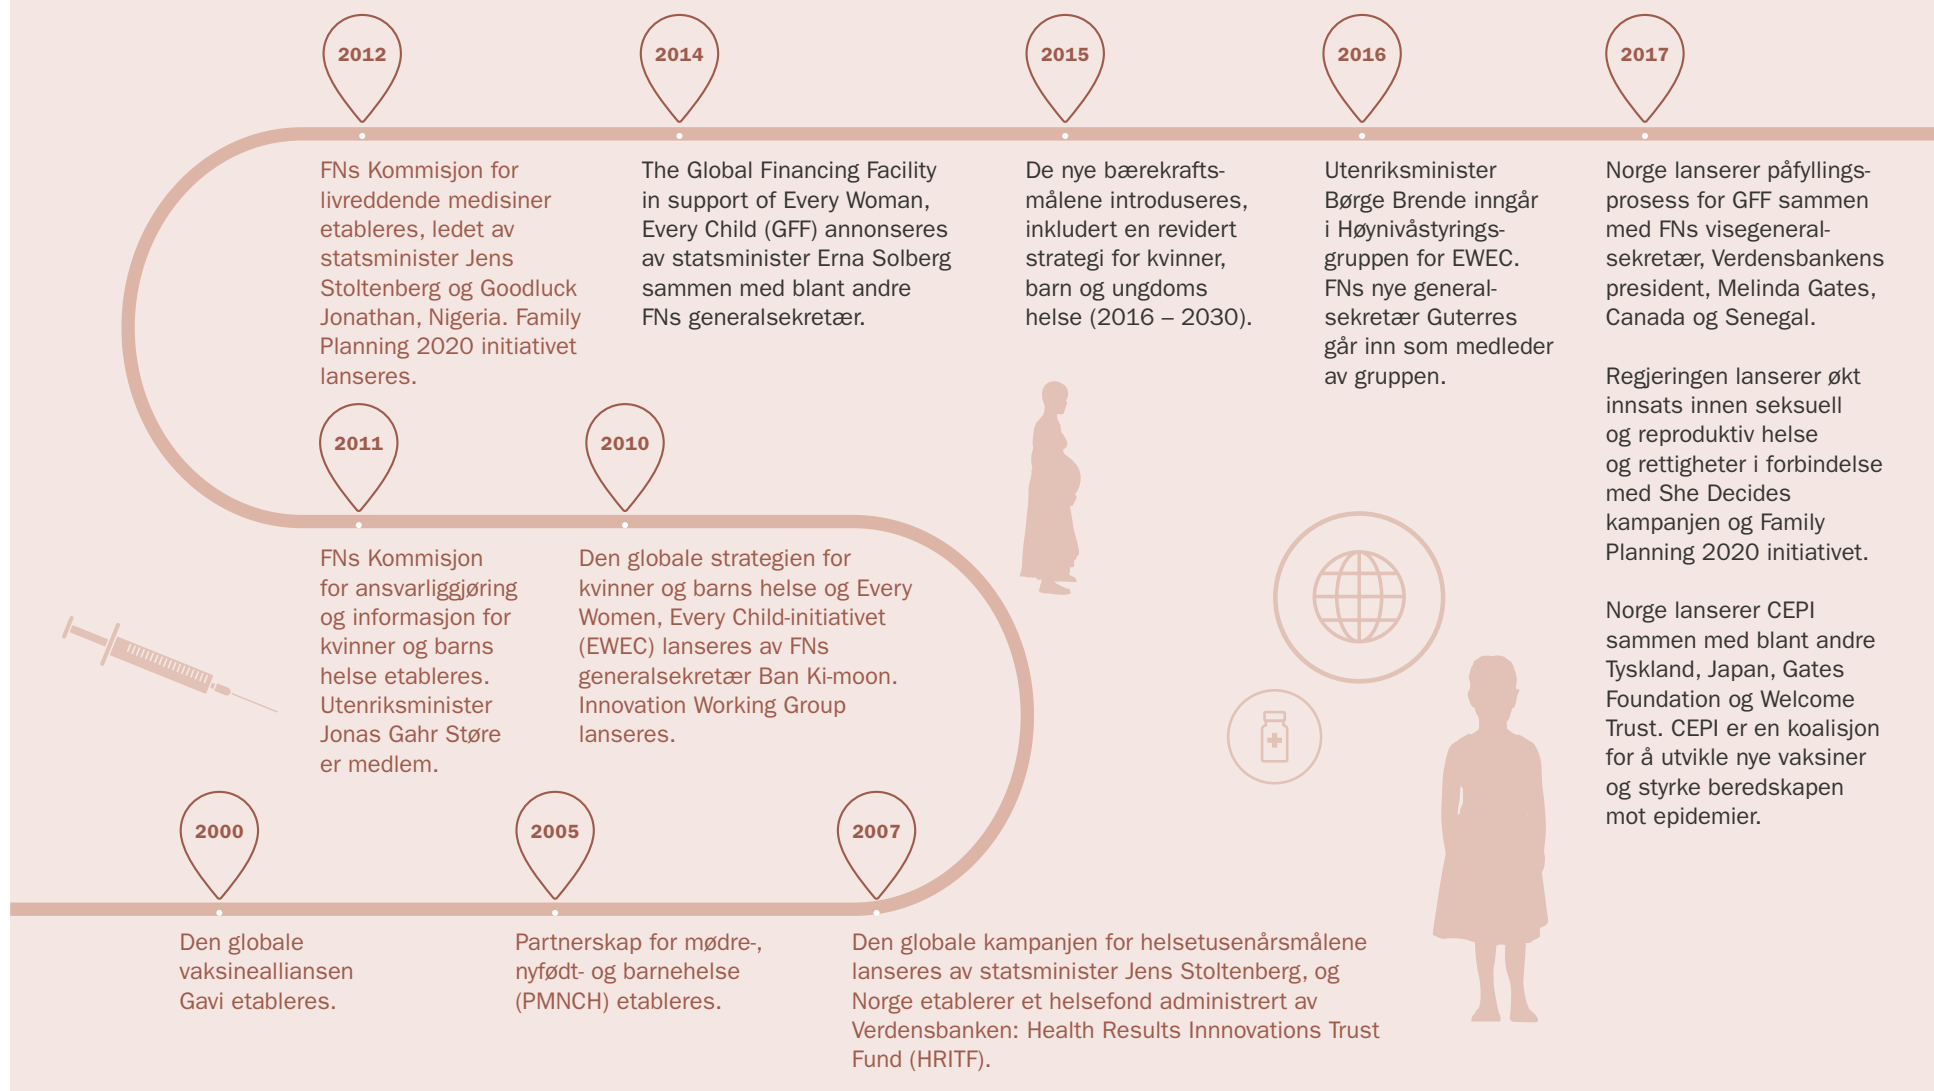 2012
FNs Kommisjon for
livreddende medisiner
etableres, ledet av
statsminister Jens
Stoltenberg og Goodluck
Jonathan, Nigeria. Family
Planning 2020 initiativet
lanseres.
2014
The Global Financing Facility
in support of Every Woman,
Every Child (GFF) annonseres
av statsminister Erna Solberg
sammen med blant andre
FNs generalsekretær.
2015
De nye bærekrafts-
målene introduseres,
inkludert en revidert
strategi for kvinner,
barn og ungdoms
helse (2016 – 2030).
2016
Utenriksminister
Børge Brende inngår
i Høynivåstyrings-
gruppen for EWEC.
FNs nye general-
sekretær Guterres
går inn som medleder
av gruppen.
2017
Norge lanserer påfyllings-
prosess for GFF sammen
med FNs visegeneral-
sekretær, Verdensbankens
president, Melinda Gates,
Canada og Senegal.
Regjeringen lanserer økt
innsats innen seksuell
og reproduktiv helse
og rettigheter i forbindelse
med She Decides
kampanjen og Family
Planning 2020 initiativet.
Norge lanserer CEPI
sammen med blant andre
Tyskland, Japan, Gates
Foundation og Welcome
Trust. CEPI er en koalisjon
for å utvikle nye vaksiner
og styrke beredskapen
mot epidemier.
2011
FNs Kommisjon
for ansvarliggjøring
og informasjon for
kvinner og barns
helse etableres.
Utenriksminister
Jonas Gahr Støre
er medlem.
2010
Den globale strategien for
kvinner og barns helse og Every
Women, Every Child-initiativet
(EWEC) lanseres av FNs
generalsekretær Ban Ki-moon.
Innovation Working Group
lanseres.
2000
Den globale
vaksinealliansen
Gavi etableres.
2005
Partnerskap for mødre-,
nyfødt- og barnehelse
(PMNCH) etableres.
2007
Den globale kampanjen for helsetusenårsmålene
lanseres av statsminister Jens Stoltenberg, og
Norge etablerer et helsefond administrert av
Verdensbanken: Health Results Innnovations Trust
Fund (HRITF).